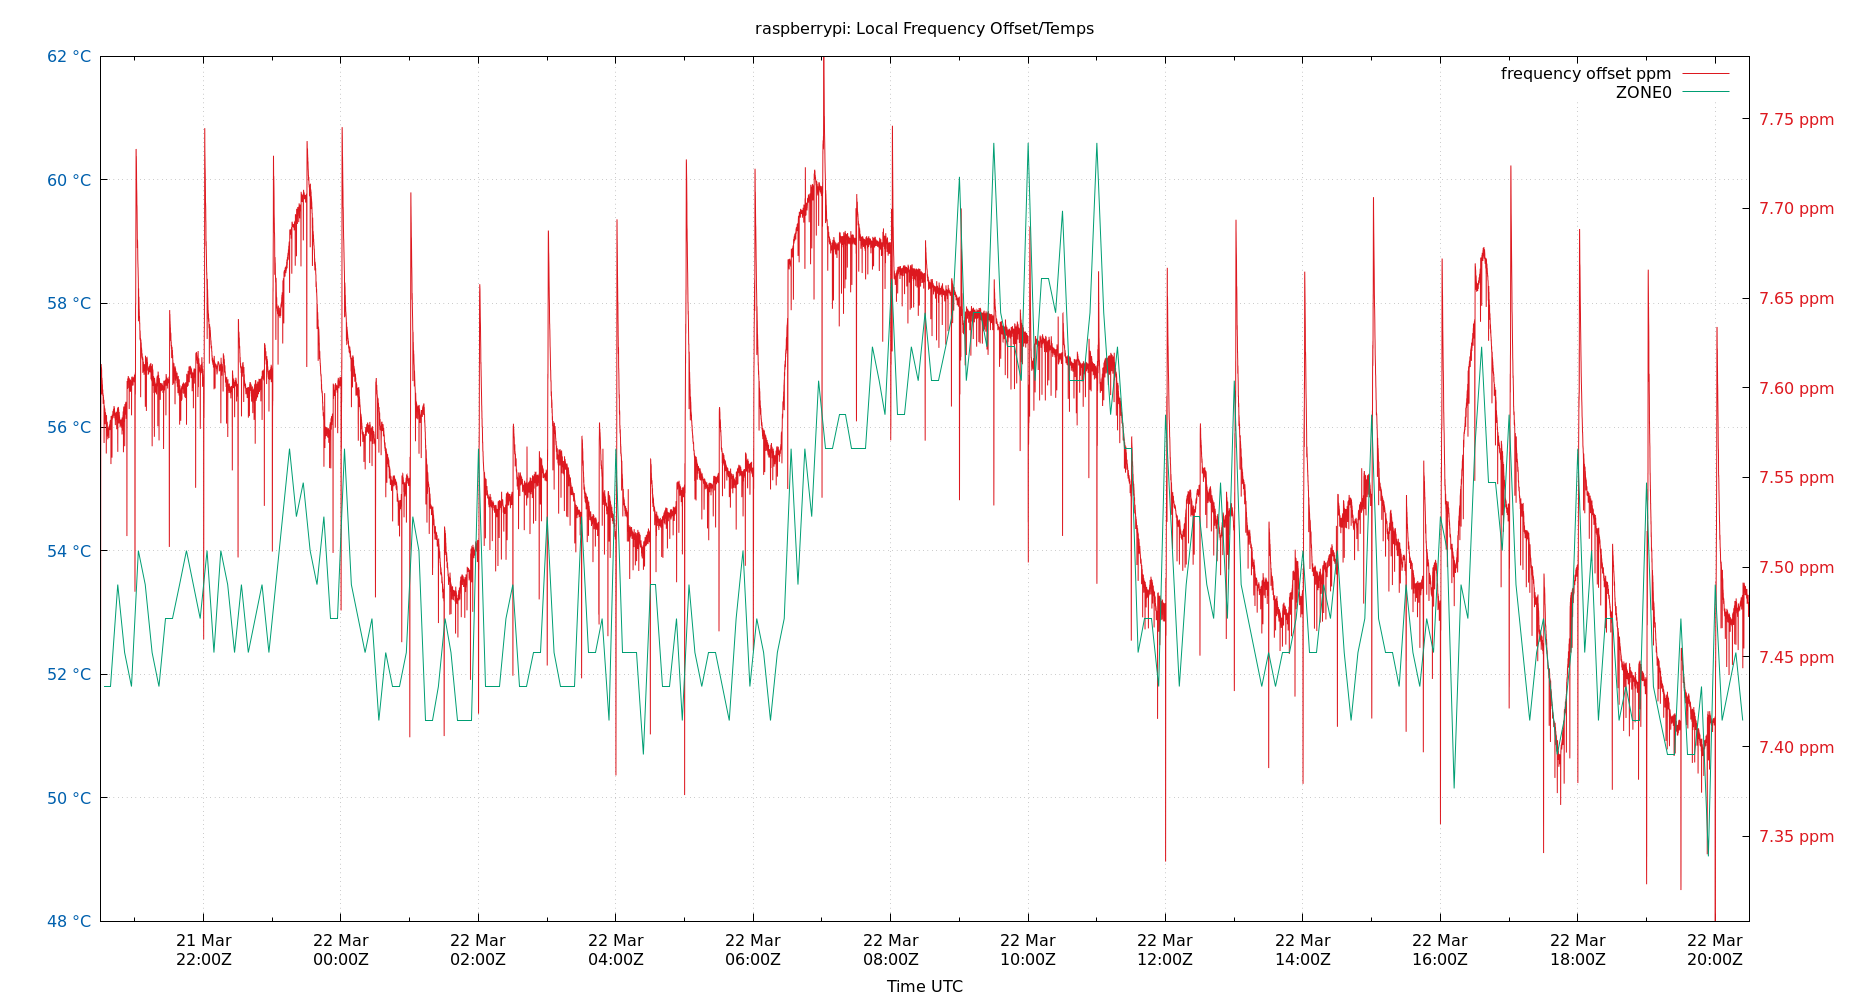 raspberrypi: Local Frequency Offset/Temps
frequency offset ppm
ZONE0
62 °C
60 °C
58 °C
56 °C
54 °C
52 °C
50 °C
48 °C
7.75 ppm
7.70 ppm
7.65 ppm
7.60 ppm
7.55 ppm
7.50 ppm
7.45 ppm
7.40 ppm
7.35 ppm
21 Mar 22 Mar 22 Mar 22 Mar 22 Mar 22 Mar 22 Mar 22 Mar 22 Mar 22 Mar 22 Mar 22 Mar
22:00Z 00:00Z 02:00Z 04:00Z 06:00Z 08:00Z 10:00Z 12:00Z 14:00Z 16:00Z 18:00Z 20:00Z
Time UTC